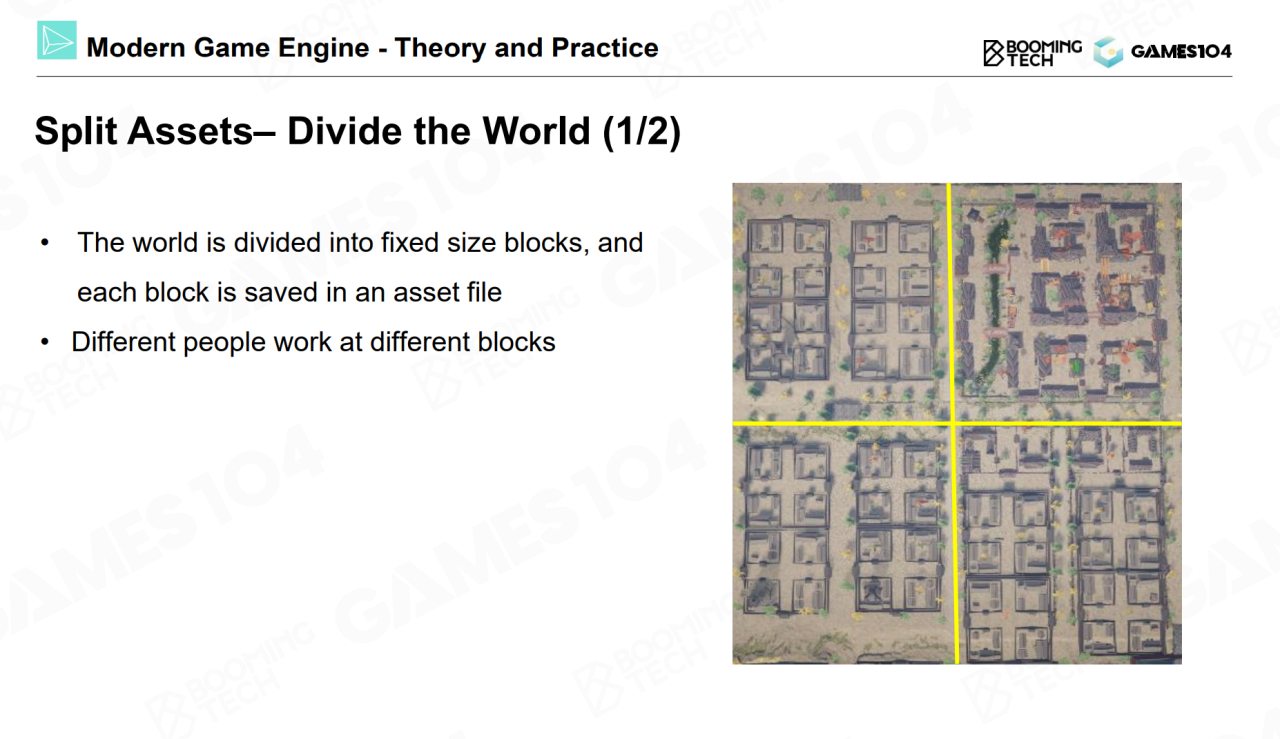 Modern Game Engine - Theory and Practice
BOOMING
TECH
GAMES104
Split Assets– Divide the World (1/2)
• The world is divided into fixed size blocks, and
each block is saved in an asset file
• Different people work at different blocks